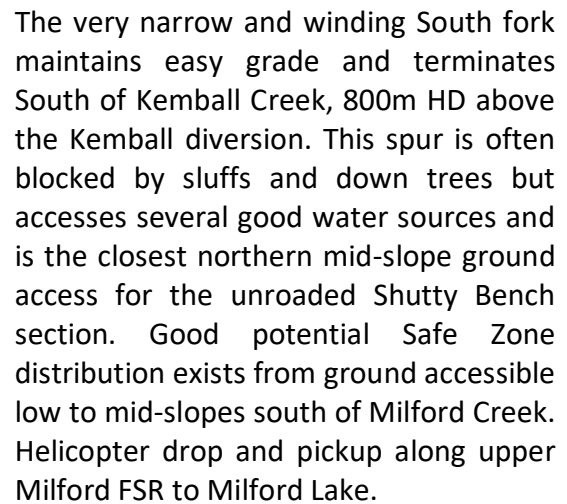 The very narrow and winding South fork
maintains easy grade and terminates
South of Kemball Creek, 800m HD above
the Kemball diversion. This spur is often
blocked by sluffs and down trees but
accesses several good water sources and
is the closest northern mid-slope ground
access for the unroaded Shutty Bench
section. Good potential Safe Zone
distribution exists from ground accessible
low to mid-slopes south of Milford Creek.
Helicopter drop and pickup along upper
Milford FSR to Milford Lake.